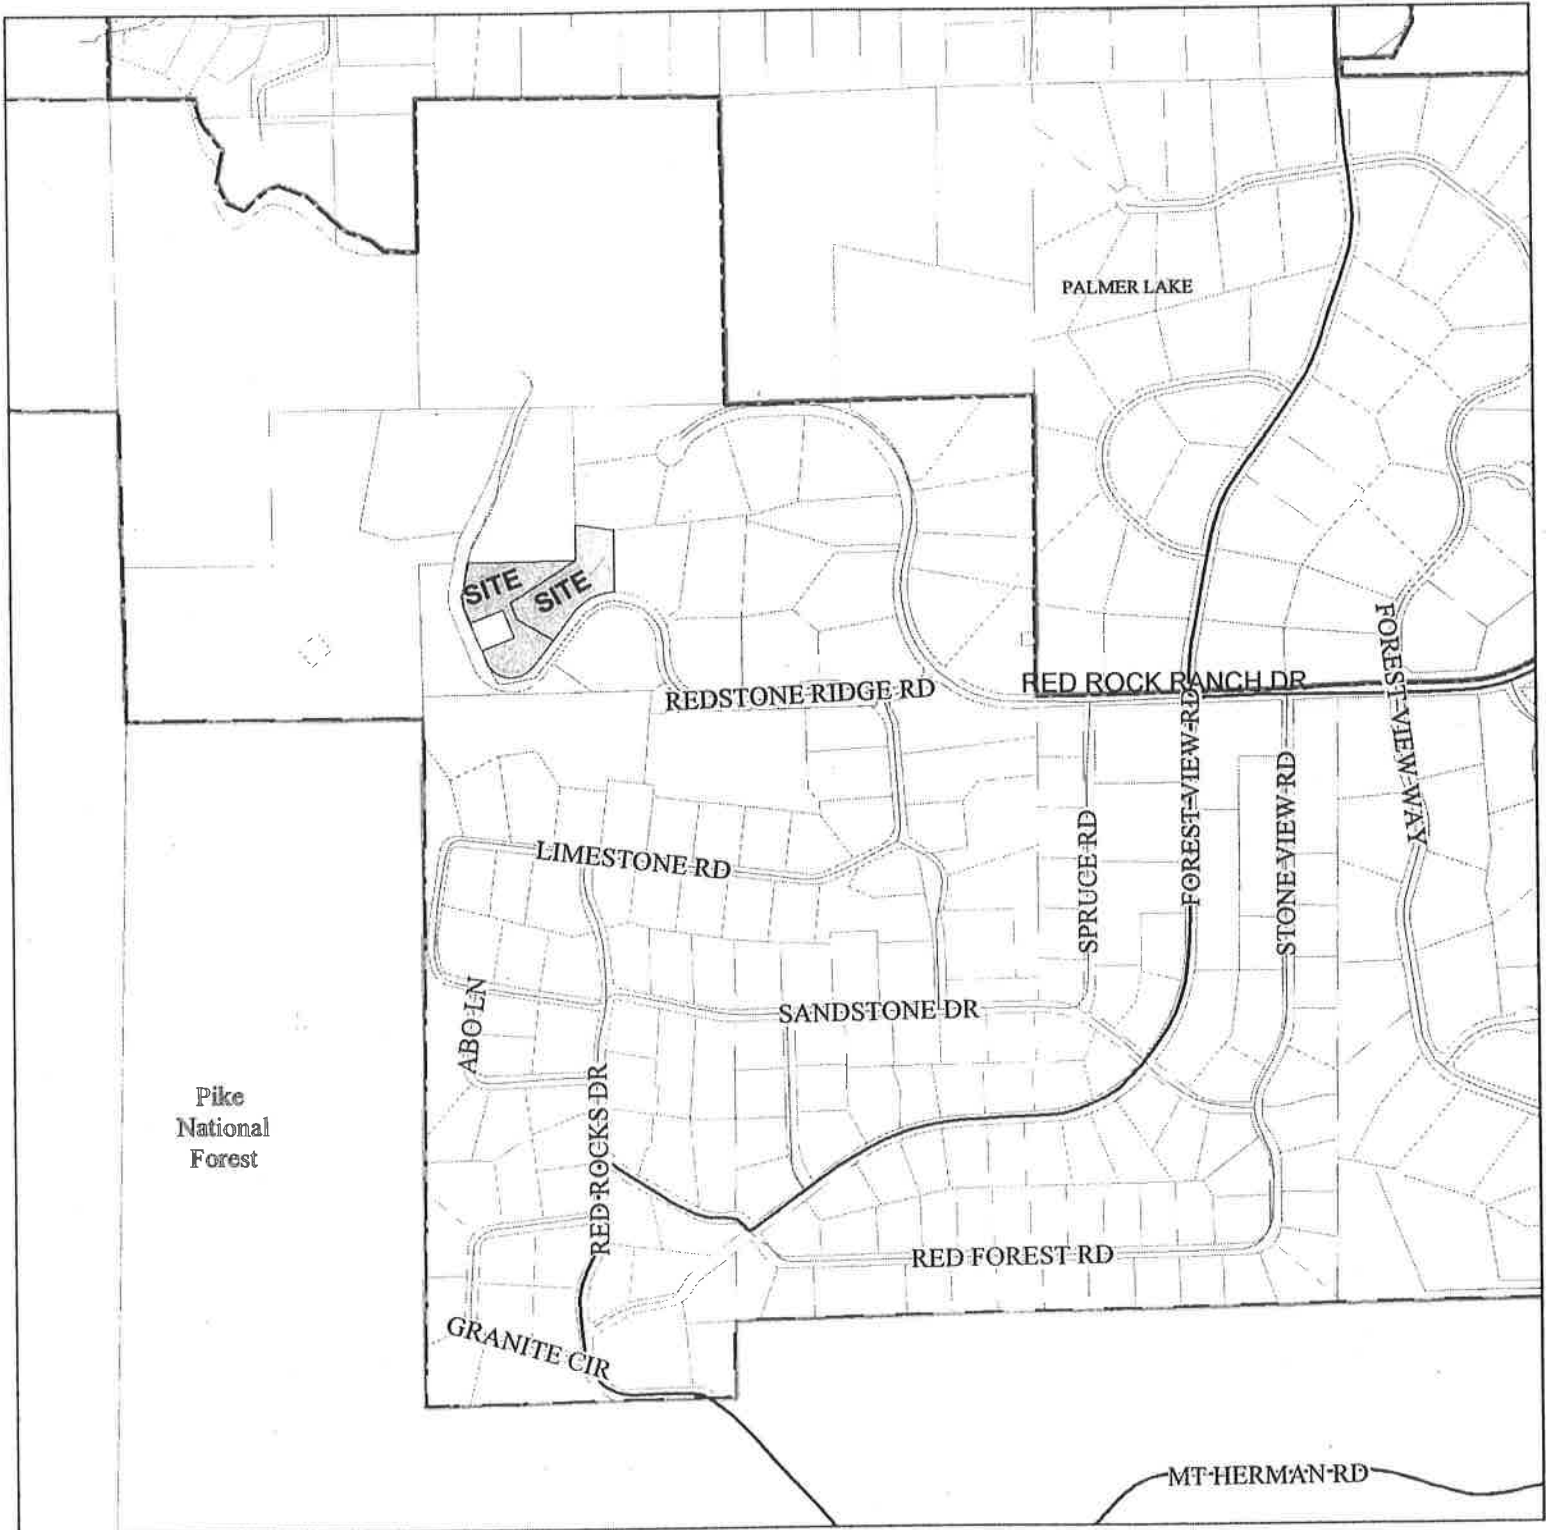 PALMER LAKE
SITE
SITE
FOREST VIEW WAY
REDSTONE RIDGE RD
RED ROCK RANCH DR
FOREST VIEW RD
STONE VIEW RD
SPRUCE RD
LIMESTONE RD
SANDSTONE DR
ABO LN
RED ROCKS DR
Pike
National
Forest
RED FOREST RD
GRANITE CIR
MT HERMAN RD